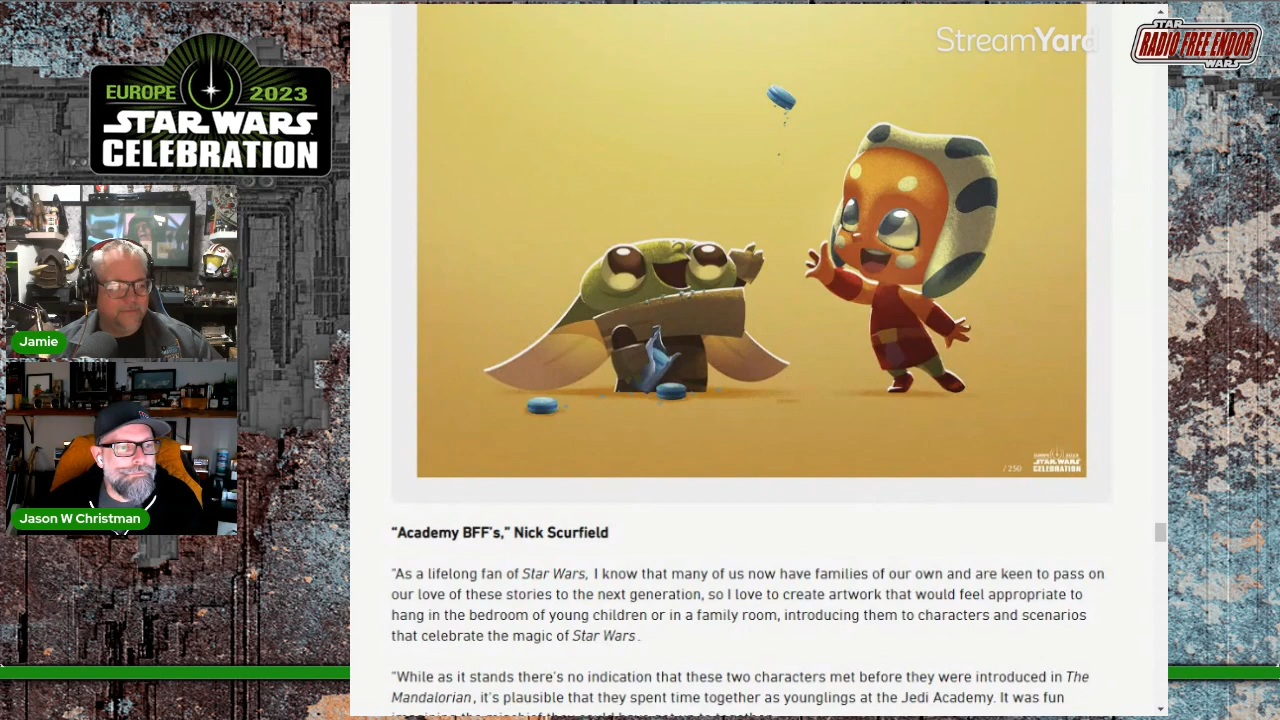 StreamYard
STAR
RADIO FREE ENDOR
WARS
EUROPE 2023
STAR WARS
CELEBRATION
Jamie
Jason W Christman
/ 250
EUROPE 2023
STAR WARS
CELEBRATION
“Academy BFF’s,” Nick Scurfield
"As a lifelong fan of Star Wars, I know that many of us now have families of our own and are keen to pass on
our love of these stories to the next generation, so I love to create artwork that would feel appropriate to
hang in the bedroom of young children or in a family room, introducing them to characters and scenarios
that celebrate the magic of Star Wars.
"While as it stands there's no indication that these two characters met before they were introduced in The
Mandalorian, it's plausible that they spent time together as younglings at the Jedi Academy. It was fun